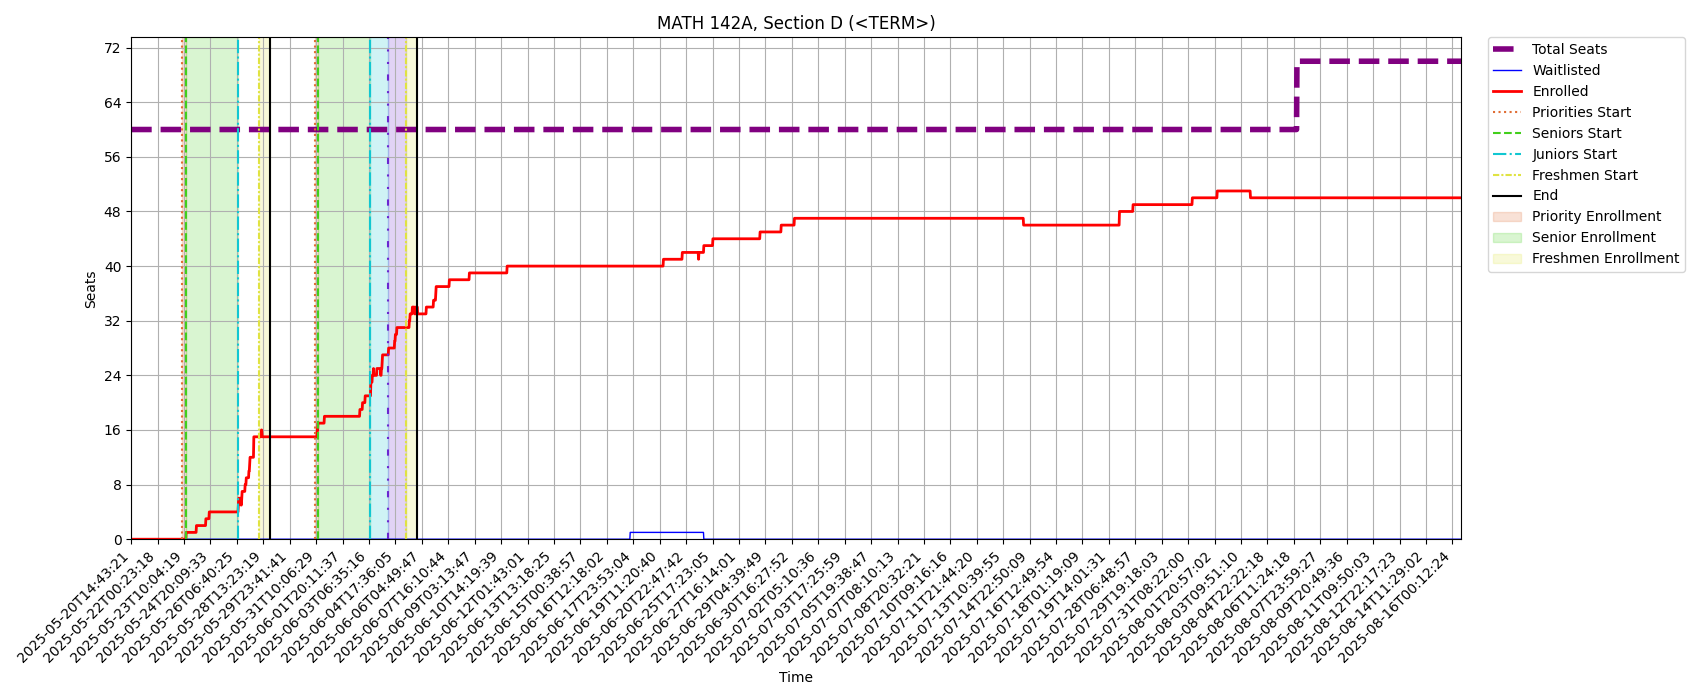 MATH 142A, Section D (<TERM>)
Seats
72
64
56
48
40
32
24
16
8
0
2025-05-20T14:43:21
2025-05-22T00:23:18
2025-05-23T10:04:19
2025-05-24T20:09:33
2025-05-26T06:40:25
2025-05-28T13:23:19
2025-05-29T23:41:41
2025-05-31T10:06:29
2025-06-01T20:11:37
2025-06-03T06:35:16
2025-06-04T17:36:05
2025-06-06T04:49:47
2025-06-07T16:10:44
2025-06-09T03:13:47
2025-06-10T14:19:39
2025-06-12T01:43:01
2025-06-13T13:18:25
2025-06-15T00:38:57
2025-06-16T12:18:02
2025-06-17T23:53:04
2025-06-19T11:20:40
2025-06-20T22:47:42
2025-06-25T17:23:05
2025-06-27T16:14:01
2025-06-29T04:39:49
2025-06-30T16:27:52
2025-07-02T05:10:36
2025-07-03T17:25:59
2025-07-05T19:38:47
2025-07-07T08:10:13
2025-07-08T20:32:21
2025-07-10T09:16:16
2025-07-11T21:44:20
2025-07-13T10:39:55
2025-07-14T22:50:09
2025-07-16T12:49:54
2025-07-18T01:19:09
2025-07-19T14:01:31
2025-07-28T06:48:57
2025-07-29T19:18:03
2025-07-31T08:22:00
2025-08-01T20:57:02
2025-08-03T09:51:10
2025-08-04T22:22:18
2025-08-06T11:24:18
2025-08-07T23:59:27
2025-08-09T20:49:36
2025-08-11T09:50:03
2025-08-12T22:17:23
2025-08-14T11:29:02
2025-08-16T00:12:24
Time
Total Seats
Waitlisted
Enrolled
Priorities Start
Seniors Start
Juniors Start
Freshmen Start
End
Priority Enrollment
Senior Enrollment
Freshmen Enrollment